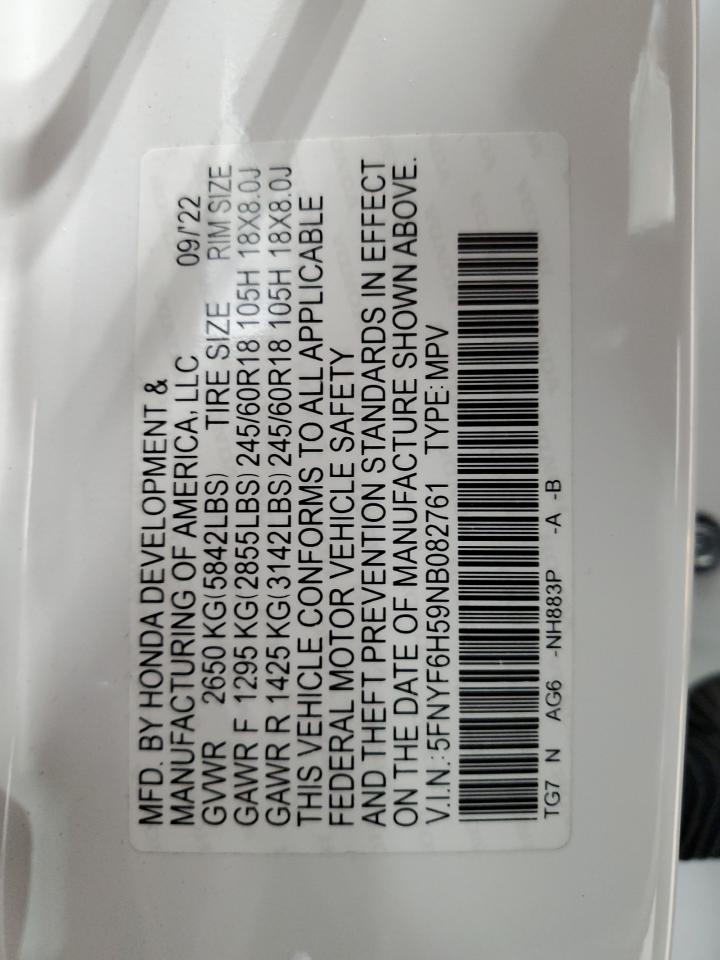 MFD. BY HONDA DEVELOPMENT &
MANUFACTURING OF AMERICA, LLC 09/'22
GVWR 2650 KG(5842LBS) TIRE SIZE RIM SIZE
GAWR F 1295 KG(2855LBS) 245/60R18 105H 18X8.0J
GAWR R 1425 KG(3142LBS) 245/60R18 105H 18X8.0J
THIS VEHICLE CONFORMS TO ALL APPLICABLE
FEDERAL MOTOR VEHICLE SAFETY
AND THEFT PREVENTION STANDARDS IN EFFECT
ON THE DATE OF MANUFACTURE SHOWN ABOVE.
V.I.N.: 5FNYF6H59NB082761 TYPE: MPV
TG7 N AG6 -NH883P -A -B